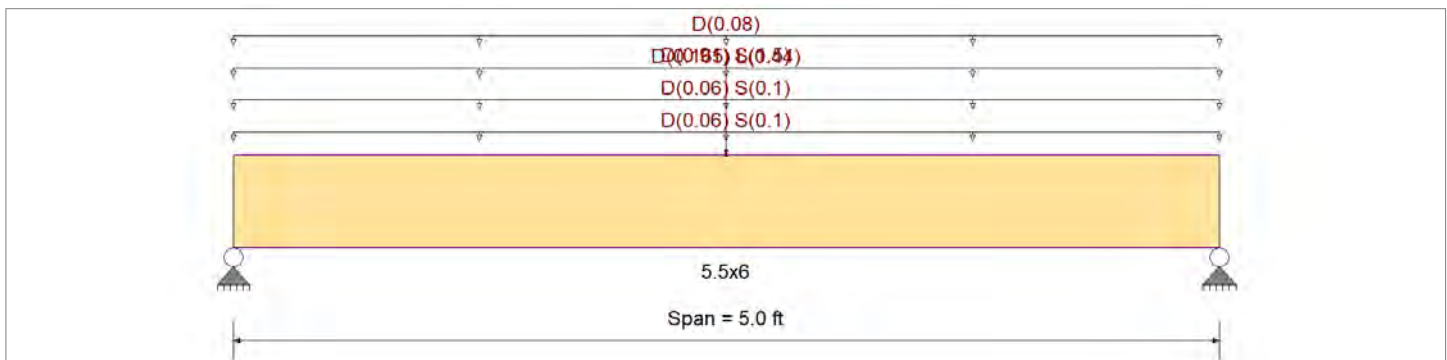 D(0.08)
D(0.06) S(0.1)
D(0.06) S(0.1)
5.5x6
Span = 5.0 ft